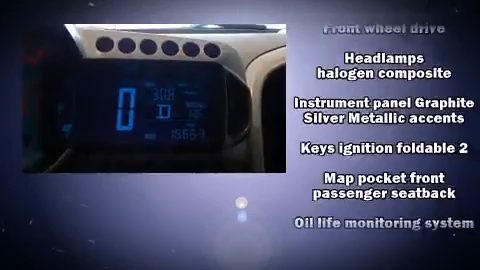 Front wheel drive
Headlamps
halogen composite
Instrument panel Graphite
Silver Metallic accents
Keys ignition foldable 2
Map pocket front
passenger seatback
Oil life monitoring system
0
D